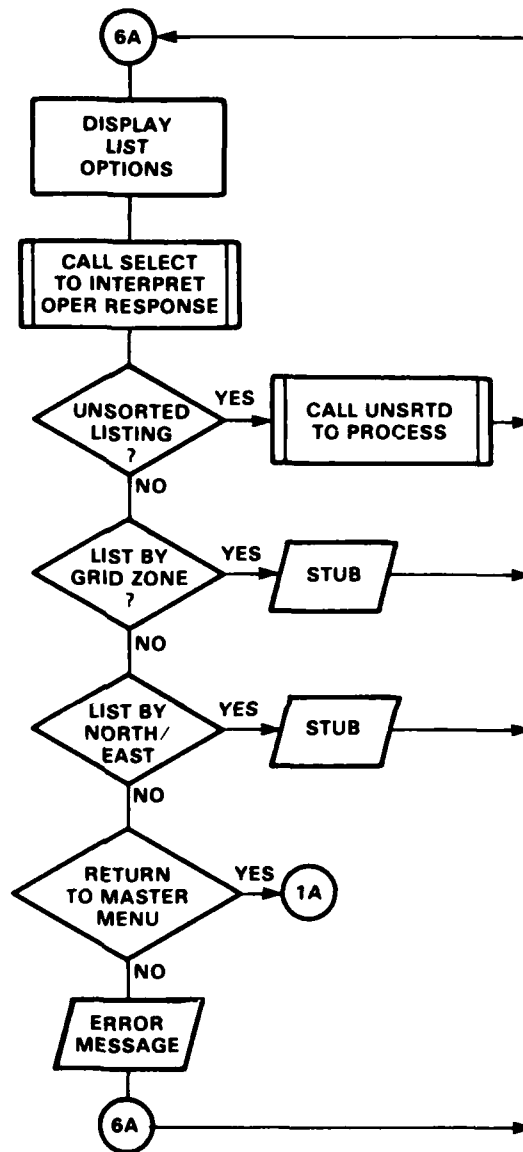 6A
DISPLAY
LIST
OPTIONS
CALL SELECT
TO INTERPRET
OPER RESPONSE
UNSORTED
LISTING
?
YES
CALL UNSRTD
TO PROCESS
NO
LIST BY
GRID ZONE
?
YES
STUB
NO
LIST BY
NORTH/
EAST
YES
STUB
NO
RETURN
TO MASTER
MENU
YES
1A
NO
ERROR
MESSAGE
6A